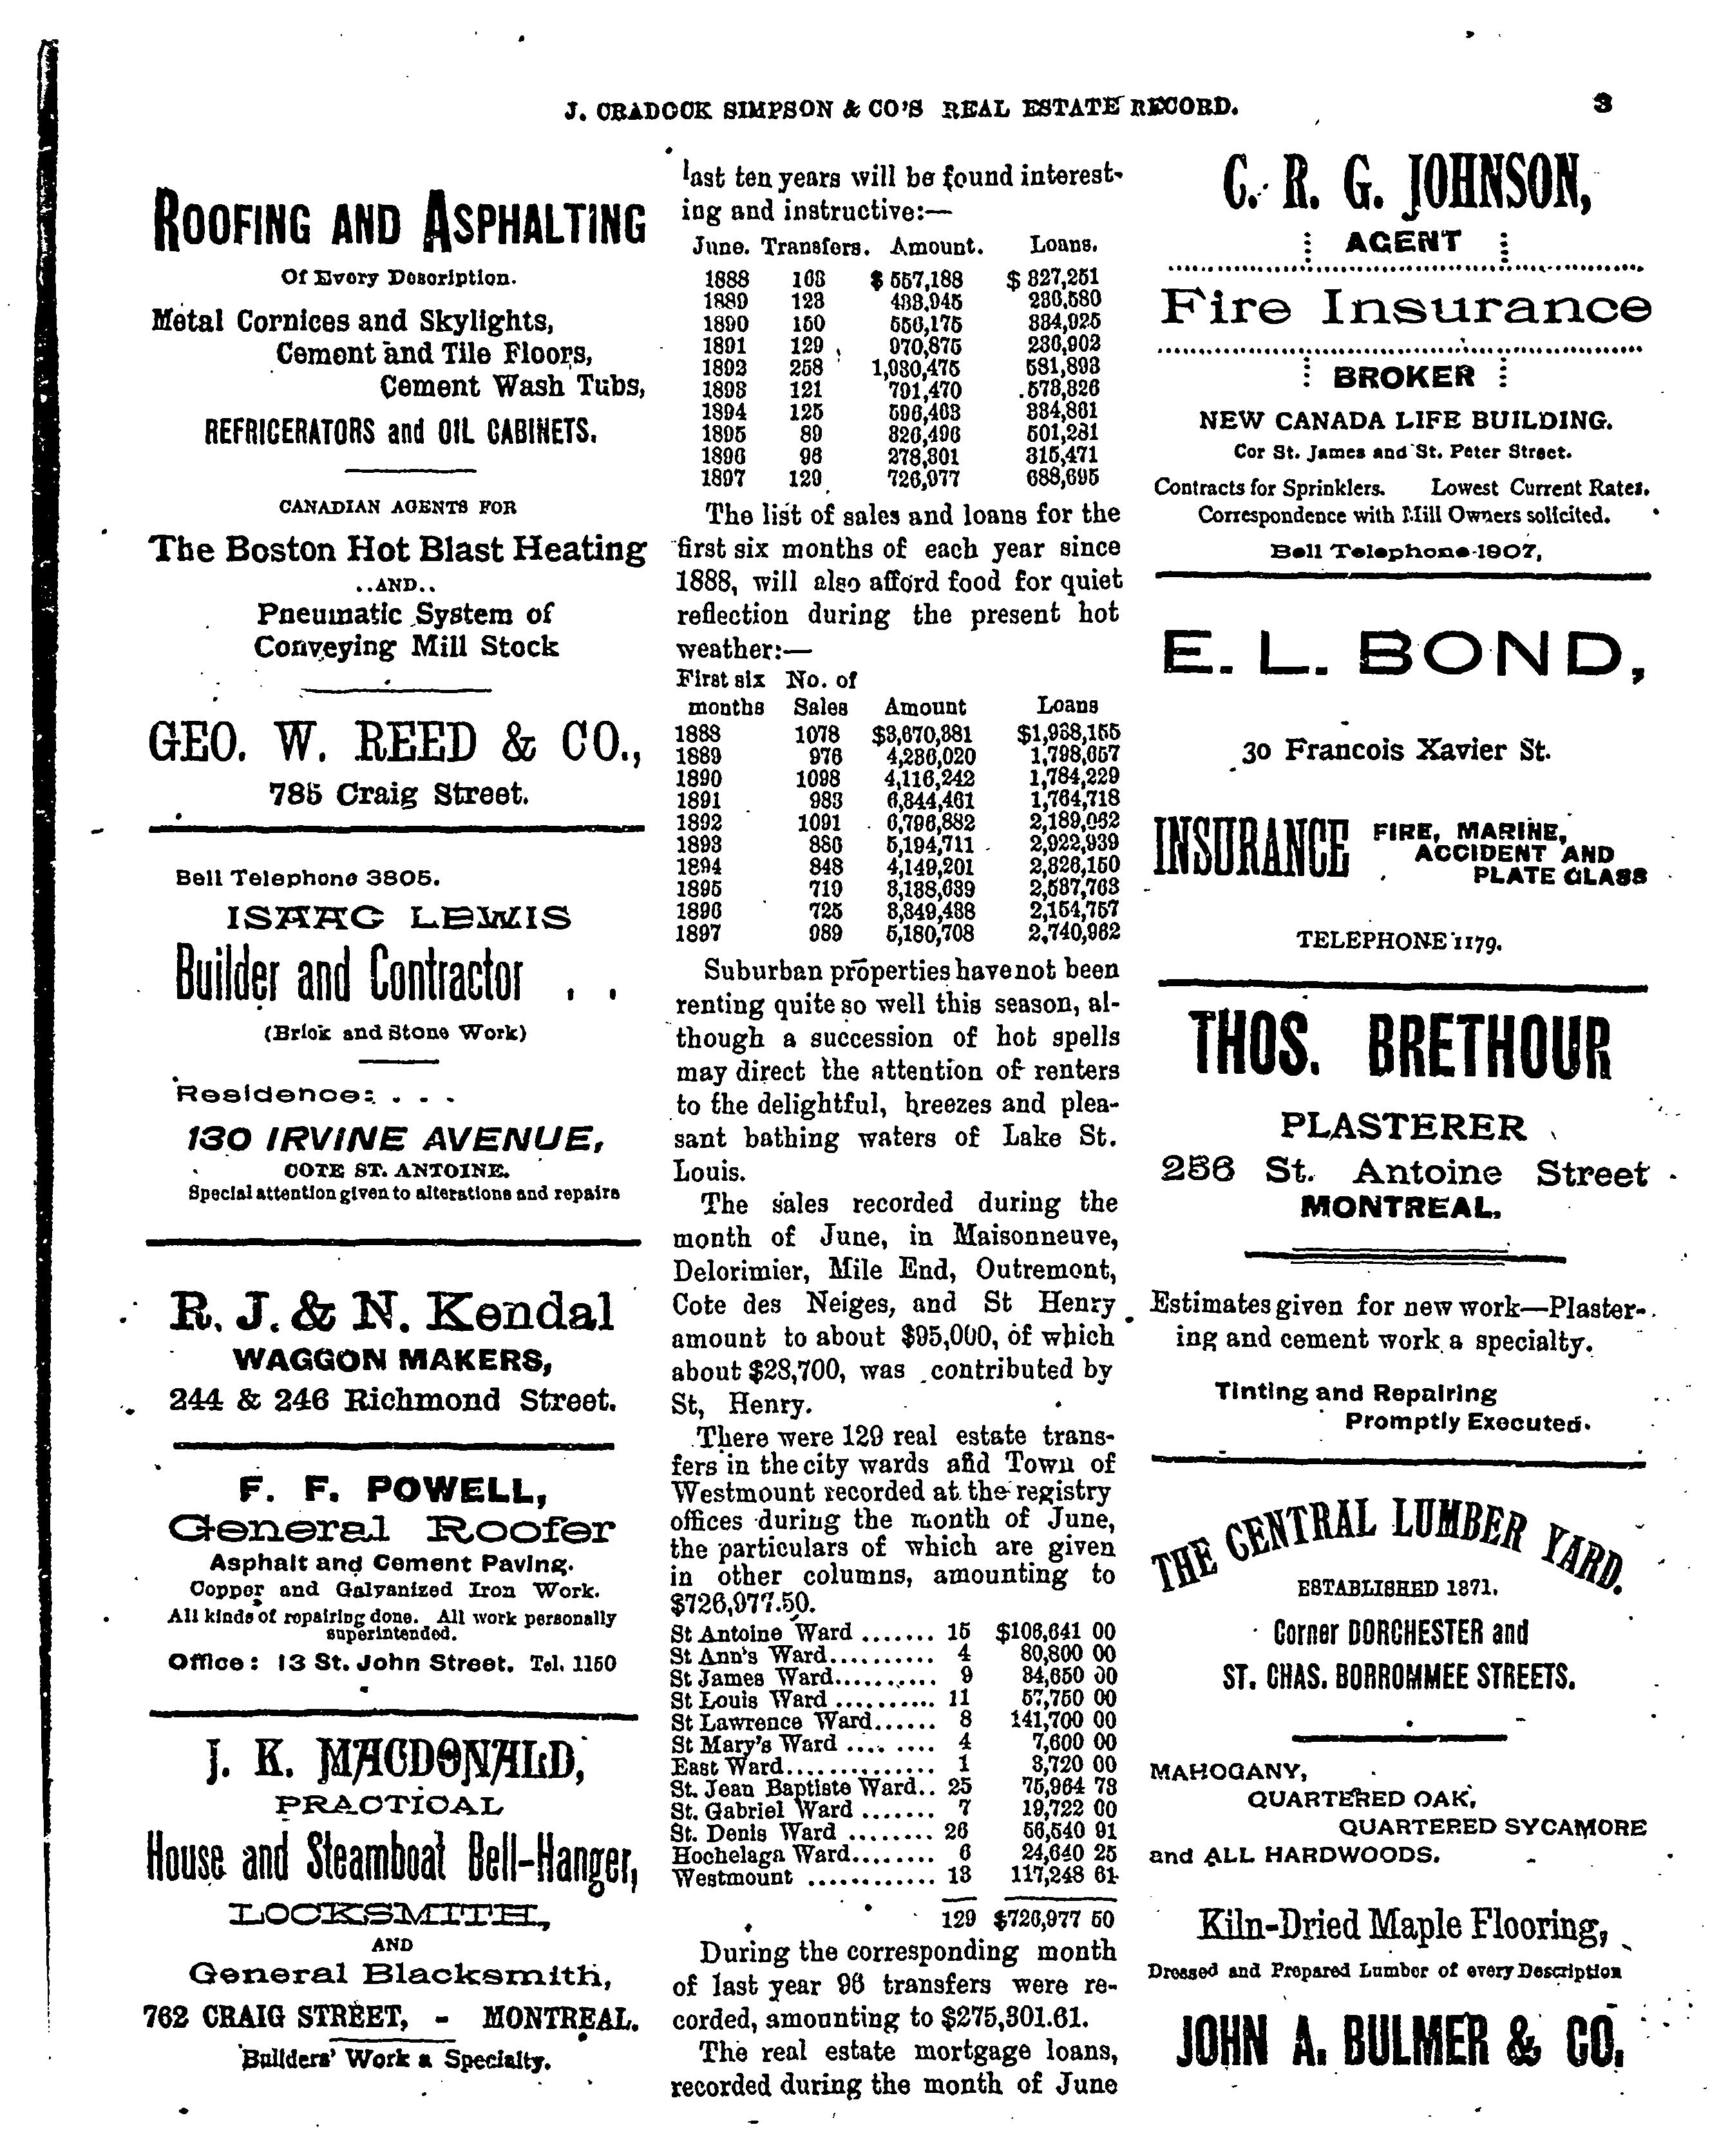 J. CRADOCK SIMPSON & CO'S REAL ESTATE RECORD. 3
ROOFING AND ASPHALTING
Of Every Description.
Metal Cornices and Skylights,
Cement and Tile Floors,
Cement Wash Tubs,
REFRIGERATORS and OIL CABINETS.
CANADIAN AGENTS FOR
The Boston Hot Blast Heating
..AND..
Pneumatic System of
Conveying Mill Stock
GEO. W. REED & CO.,
785 Craig Street.
Bell Telephone 3805.
ISAAC LEWIS
Builder and Contractor . .
(Brick and Stone Work)
Residence: . . .
130 IRVINE AVENUE,
COTE ST. ANTOINE.
Special attention given to alterations and repairs
R. J. & N. Kendal
WAGGON MAKERS,
244 & 246 Richmond Street.
F. F. POWELL,
General Roofer
Asphalt and Cement Paving.
Copper and Galvanized Iron Work.
All kinds of repairing done. All work personally
superintended.
Office: 13 St. John Street. Tel. 1150
J. K. MACDONALD,
PRACTICAL
House and Steamboat Bell-Hanger,
LOCKSMITH,
AND
General Blacksmith,
762 CRAIG STREET, - MONTREAL.
Builders' Work a Specialty.
last ten years will be found interest-
ing and instructive:—
June. Transfers. Amount. Loans.
1888 163 $557,188 $327,251
1889 123 433,945 236,580
1890 150 556,175 334,925
1891 129 970,875 236,902
1892 258 1,930,475 581,893
1893 121 791,470 573,326
1894 125 596,403 334,861
1895 89 326,496 501,231
1896 96 278,301 315,471
1897 129 726,977 688,695
The list of sales and loans for the
first six months of each year since
1888, will also afford food for quiet
reflection during the present hot
weather:—
First six No. of
months Sales Amount Loans
1888 1078 $3,670,881 $1,938,155
1889 976 4,236,020 1,798,657
1890 1098 4,116,242 1,784,229
1891 983 6,344,461 1,764,718
1892 1091 6,796,882 2,189,062
1893 886 5,194,711 2,922,939
1894 848 4,149,201 2,826,150
1895 719 3,188,639 2,587,763
1896 725 3,349,488 2,154,757
1897 989 5,180,708 2,740,962
Suburban properties have not been
renting quite so well this season, al-
though a succession of hot spells
may direct the attention of renters
to the delightful, breezes and plea-
sant bathing waters of Lake St.
Louis.
The sales recorded during the
month of June, in Maisonneuve,
Delorimier, Mile End, Outremont,
Cote des Neiges, and St Henry
amount to about $95,000, of which
about $28,700, was contributed by
St, Henry.
There were 129 real estate trans-
fers in the city wards and Town of
Westmount recorded at the registry
offices during the month of June,
the particulars of which are given
in other columns, amounting to
$726,977.50.
St Antoine Ward ....... 15 $106,641 00
St Ann's Ward.......... 4 80,800 00
St James Ward.......... 9 84,650 00
St Louis Ward .......... 11 57,750 00
St Lawrence Ward...... 8 141,700 00
St Mary's Ward .... .... 4 7,600 00
East Ward.............. 1 3,720 00
St. Jean Baptiste Ward.. 25 75,964 73
St. Gabriel Ward ....... 7 19,722 00
St. Denis Ward ........ 26 56,540 91
Hochelaga Ward........ 6 24,640 25
Westmount ............ 13 117,248 61
129 $726,977 50
During the corresponding month
of last year 96 transfers were re-
corded, amounting to $275,301.61.
The real estate mortgage loans,
recorded during the month of June
C. R. G. JOHNSON,
AGENT
Fire Insurance
BROKER
NEW CANADA LIFE BUILDING.
Cor St. James and St. Peter Street.
Contracts for Sprinklers. Lowest Current Rates.
Correspondence with Mill Owners solicited.
Bell Telephone 1907,
E. L. BOND,
30 Francois Xavier St.
INSURANCE FIRE, MARINE,
ACCIDENT AND
PLATE GLASS
TELEPHONE 1179.
THOS. BRETHOUR
PLASTERER
256 St. Antoine Street
MONTREAL.
Estimates given for new work—Plaster-
ing and cement work a specialty.
Tinting and Repairing
Promptly Executed.
THE CENTRAL LUMBER YARD.
ESTABLISHED 1871.
Corner DORCHESTER and
ST. CHAS. BORROMMEE STREETS.
MAHOGANY,
QUARTERED OAK,
QUARTERED SYCAMORE
and ALL HARDWOODS.
Kiln-Dried Maple Flooring,
Dressed and Prepared Lumber of every Description
JOHN A. BULMER & CO.